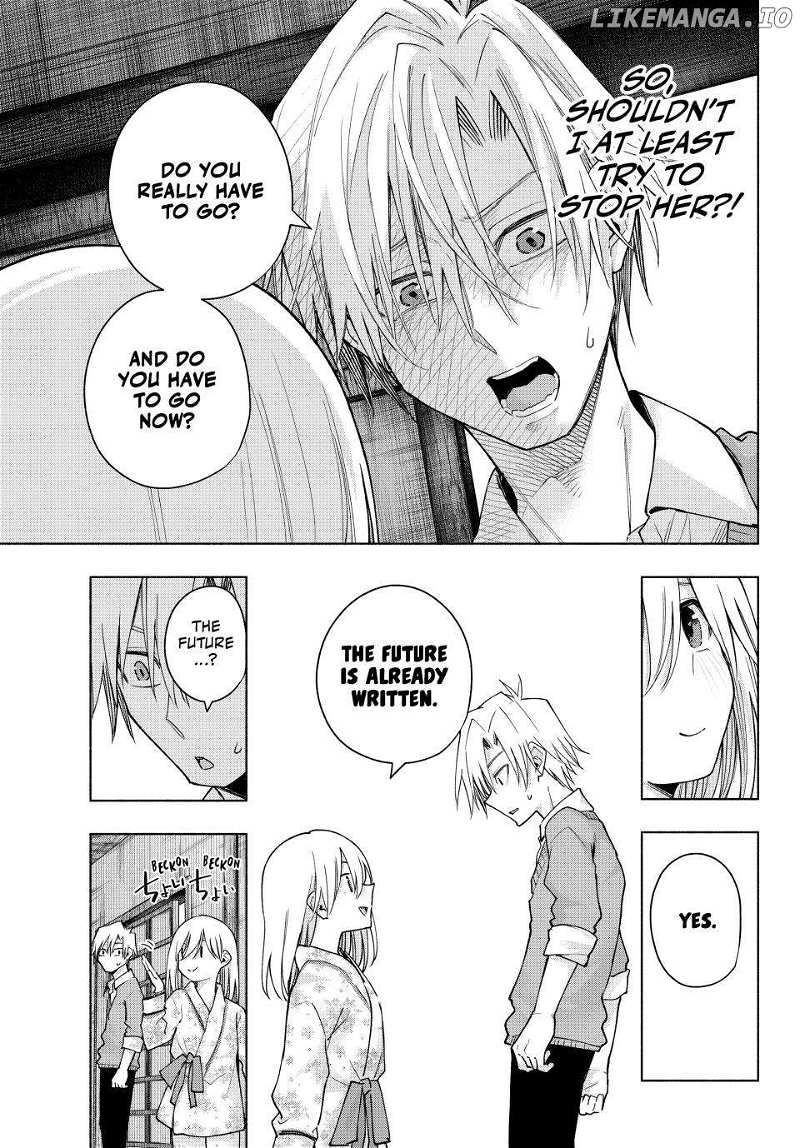 LIKEMANGA.IO
SO,
SHOULDN'T
I AT LEAST
TRY TO
STOP HER?!
DO YOU
REALLY HAVE
TO GO?
AND DO
YOU HAVE
TO GO
NOW?
YES.
THE FUTURE
IS ALREADY
WRITTEN.
THE
FUTURE
...?
BECKON
BECKON
ちょい
ちょい